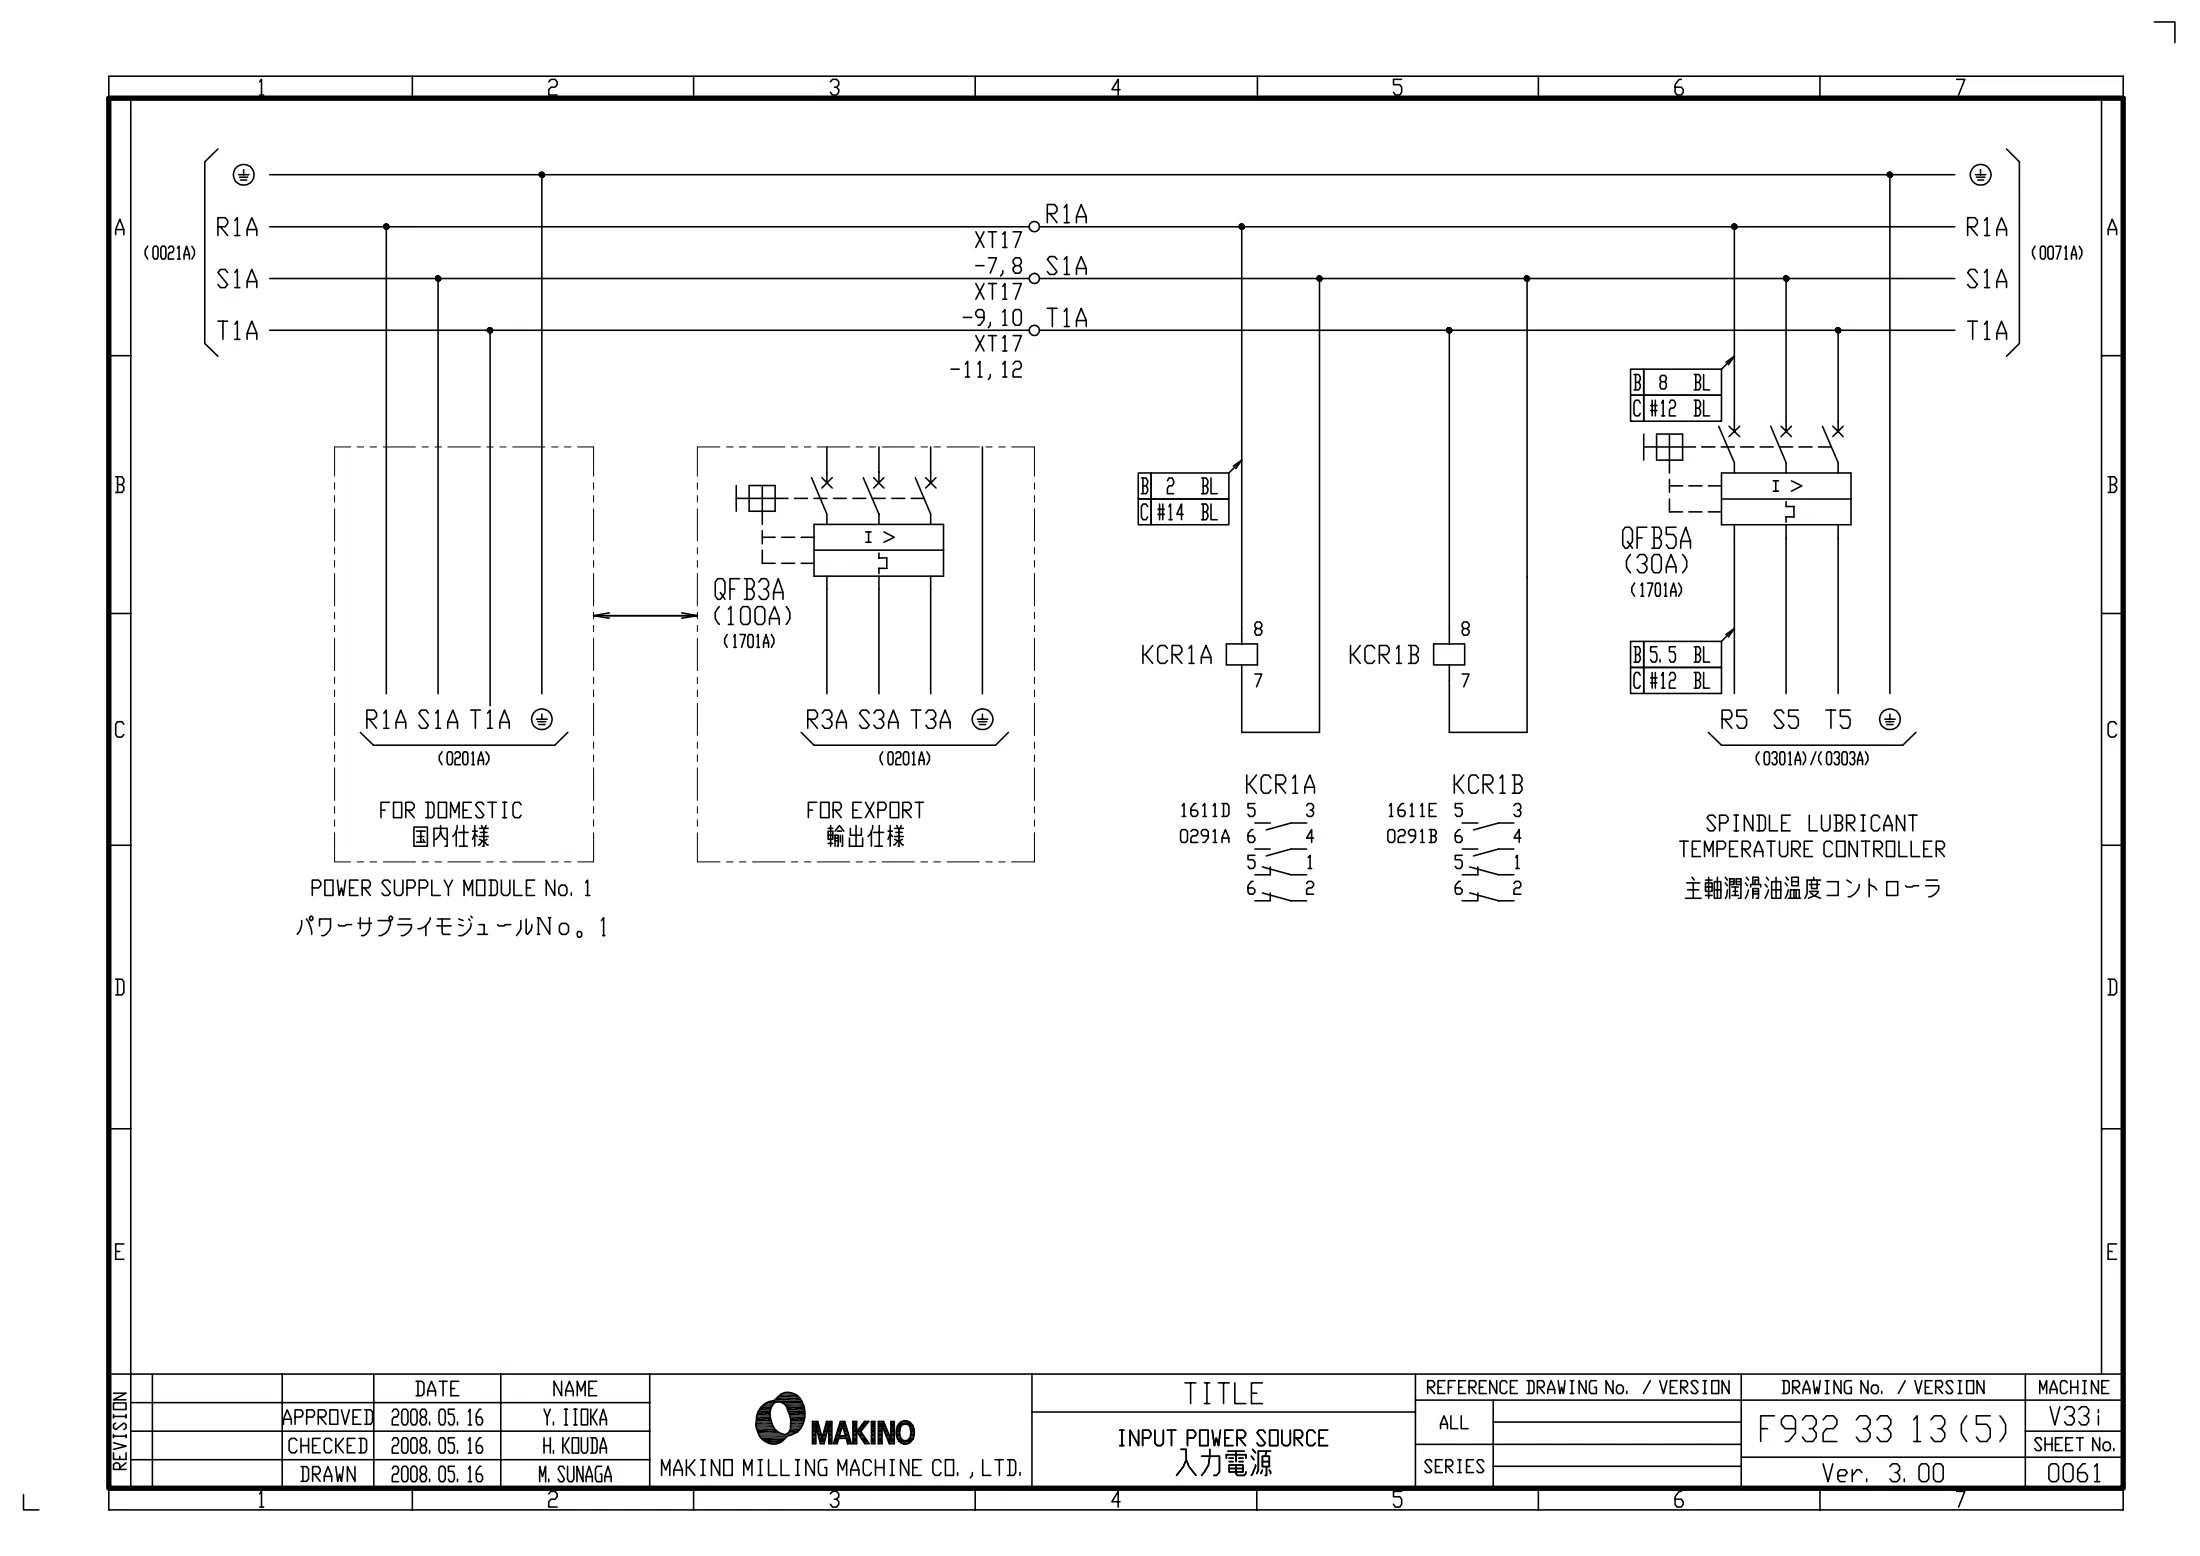 1 2 3 4 5 6 7
A
B
C
D
E
R1A
S1A
T1A
(0021A)
XT17
-7, 8
XT17
-9, 10
XT17
-11, 12
R1A
S1A
T1A
R1A
S1A
T1A
(0071A)
A
B
C
D
E
R1A S1A T1A
(0201A)
FOR DOMESTIC
国内仕様
I >
QFB3A
(100A)
(1701A)
R3A S3A T3A
(0201A)
FOR EXPORT
輸出仕様
POWER SUPPLY MODULE No. 1
パワーサプライモジュールNo。1
B 2 BL
C #14 BL
KCR1A
8
7
KCR1B
8
7
KCR1A
1611D 5 3
0291A 6 4
5 1
6 2
KCR1B
1611E 5 3
0291B 6 4
5 1
6 2
B 8 BL
C #12 BL
I >
QFB5A
(30A)
(1701A)
B 5.5 BL
C #12 BL
R5 S5 T5
(0301A)/(0303A)
SPINDLE LUBRICANT
TEMPERATURE CONTROLLER
主軸潤滑油温度コントローラ
REVISION
DATE NAME
APPROVED 2008. 05. 16 Y. IIOKA
CHECKED 2008. 05. 16 H. KOUDA
DRAWN 2008. 05. 16 M. SUNAGA
MAKINO
MAKINO MILLING MACHINE CO. , LTD.
TITLE
INPUT POWER SOURCE
入力電源
REFERENCE DRAWING No. / VERSION
ALL
SERIES
DRAWING No. / VERSION
F932 33 13(5)
Ver. 3. 00
MACHINE
V33i
SHEET No.
0061
1 2 3 4 5 6 7